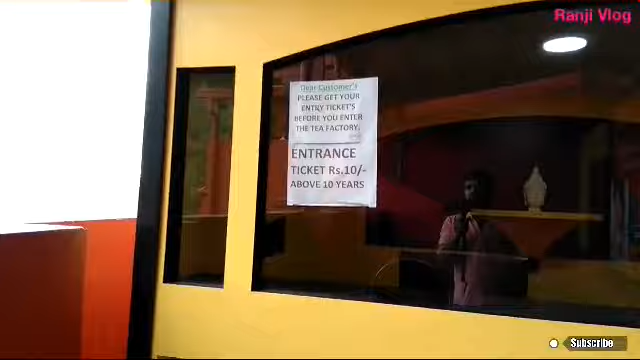 Ranji Vlog
Dear Customer's
PLEASE GET YOUR
ENTRY TICKET'S
BEFORE YOU ENTER
THE TEA FACTORY.
ENTRANCE
TICKET Rs.10/-
ABOVE 10 YEARS
Subscribe